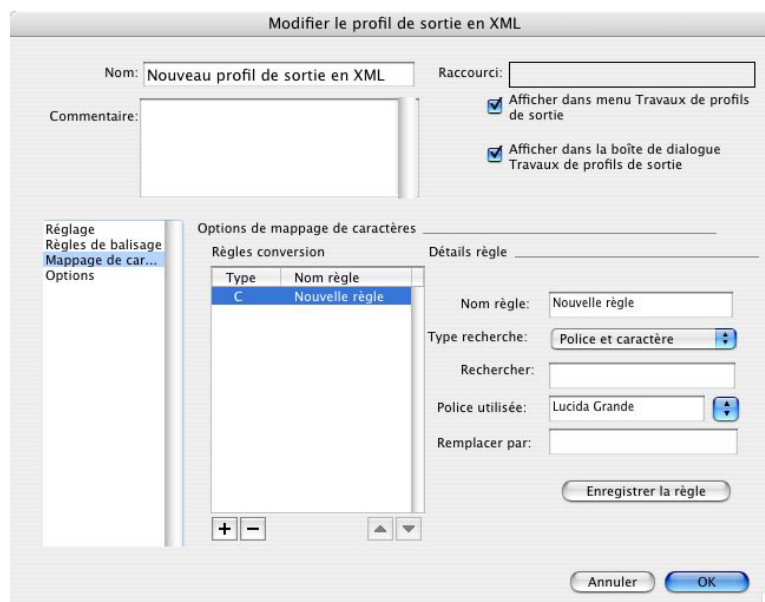 Modifier le profil de sortie en XML
Nom: Nouveau profil de sortie en XML
Raccourci:
Commentaire:
Afficher dans menu Travaux de profils
de sortie
Afficher dans la boîte de dialogue
Travaux de profils de sortie
Réglage
Règles de balisage
Mappage de car...
Options
Options de mappage de caractères
Règles conversion
Type Nom règle
C Nouvelle règle
Détails règle
Nom règle: Nouvelle règle
Type recherche: Police et caractère
Rechercher:
Police utilisée: Lucida Grande
Remplacer par:
Enregistrer la règle
+ −
Annuler OK